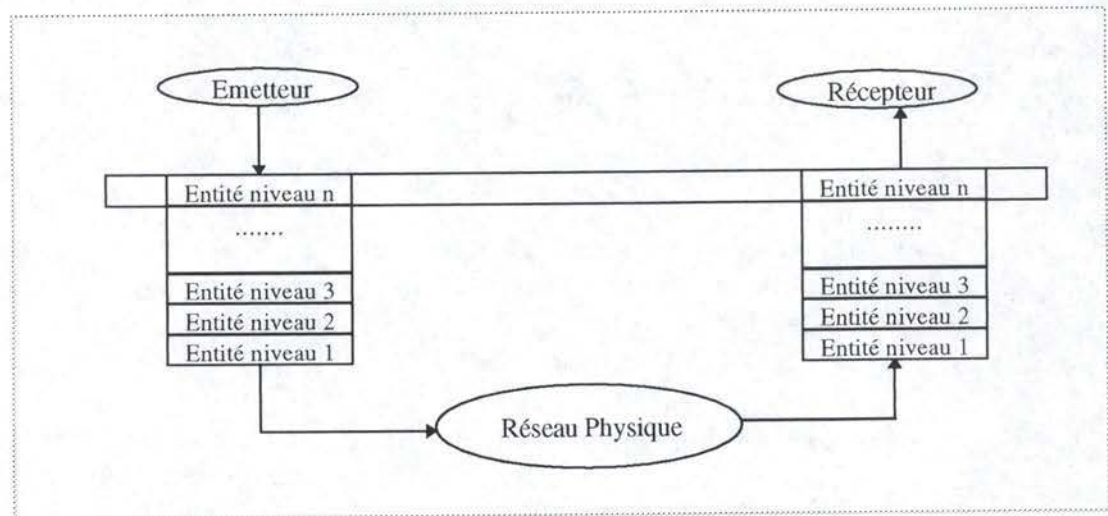 Emetteur
Récepteur
Entité niveau n
Entité niveau n
........
........
Entité niveau 3
Entité niveau 3
Entité niveau 2
Entité niveau 2
Entité niveau 1
Entité niveau 1
Réseau Physique